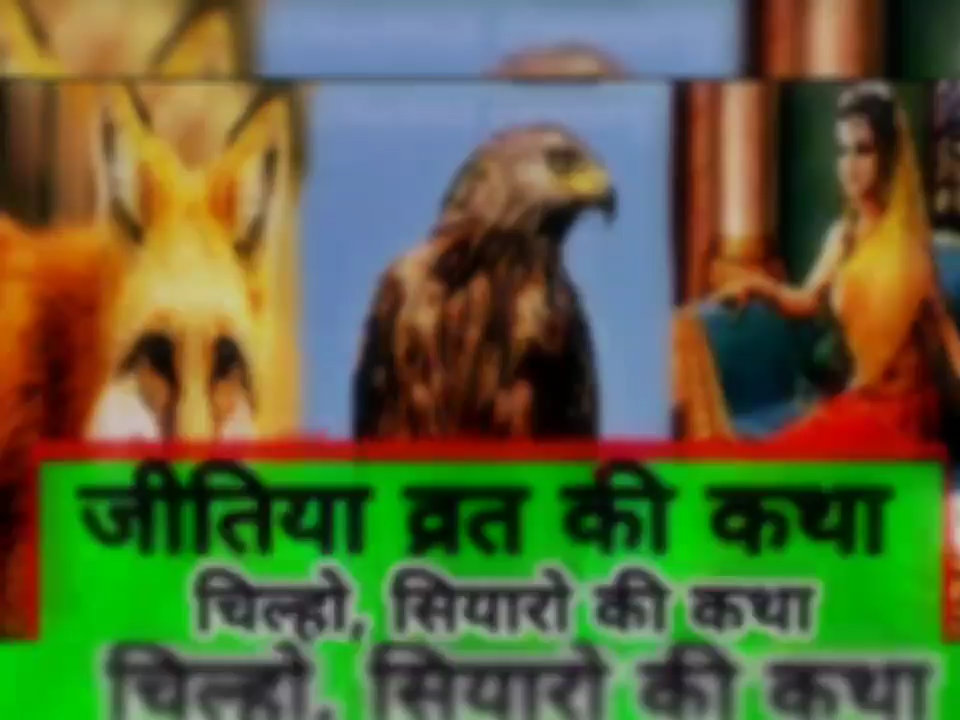 जीतिया व्रत की कथा
चिल्हो, सियारो की कथा
चिल्हो, सियारो की कथा